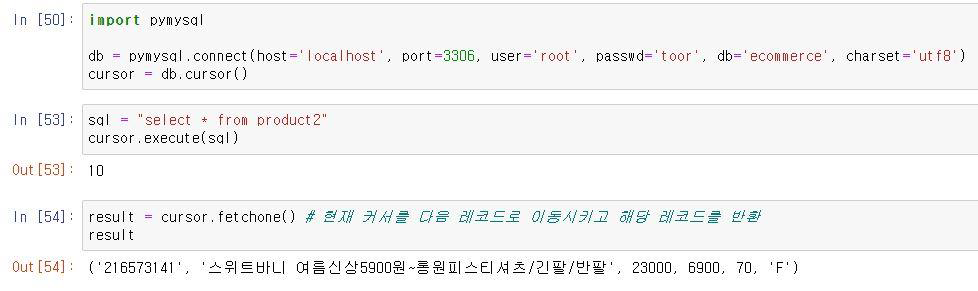 In [50]: import pymysql
db = pymysql.connect(host='localhost', port=3306, user='root', passwd='toor', db='ecommerce', charset='utf8')
cursor = db.cursor()
In [53]: sql = "select * from product2"
cursor.execute(sql)
Out[53]: 10
In [54]: result = cursor.fetchone() # 현재 커서를 다음 레코드로 이동시키고 해당 레코드를 반환
result
Out[54]: ('216573141', '스위트바니 여름신상5900원~롱원피스티셔츠/긴팔/반팔', 23000, 6900, 70, 'F')